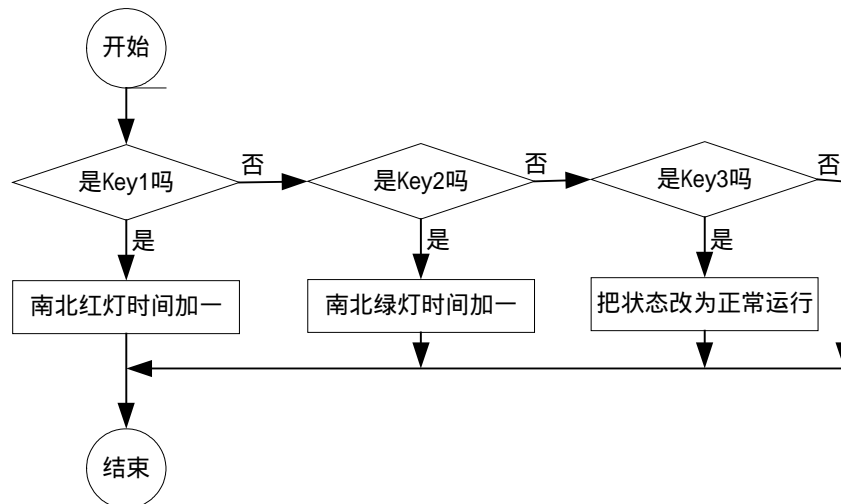 开始
是Key1吗
否
是Key2吗
否
是Key3吗
否
是
是
是
南北红灯时间加一
南北绿灯时间加一
把状态改为正常运行
结束